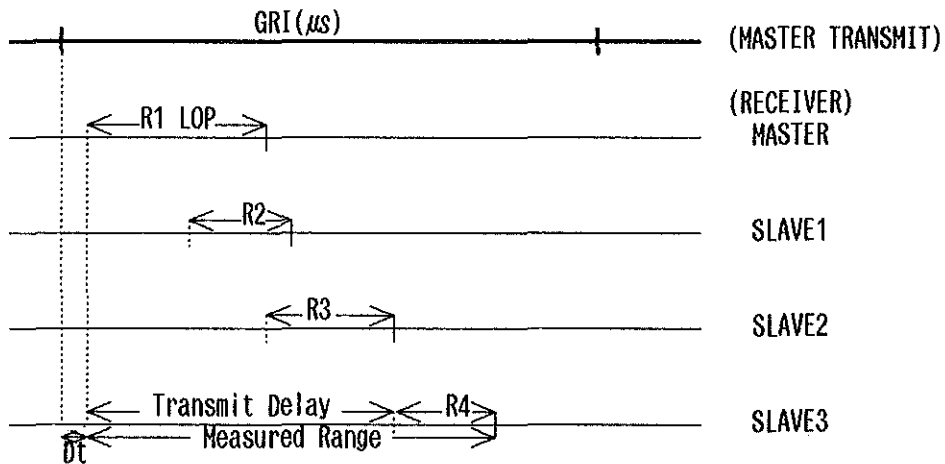 GRI(μs)
(MASTER TRANSMIT)
(RECEIVER)
R1 LOP
MASTER
R2
SLAVE1
R3
SLAVE2
Transmit Delay
R4
SLAVE3
Measured Range
Dt